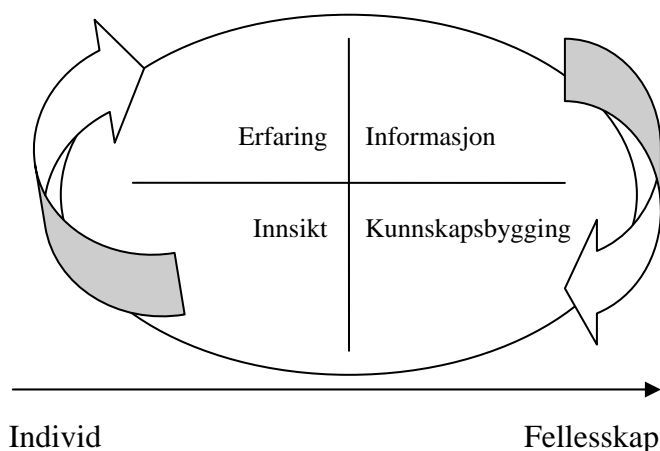 Erfaring Informasjon
Innsikt Kunnskapsbygging
Individ Fellesskap